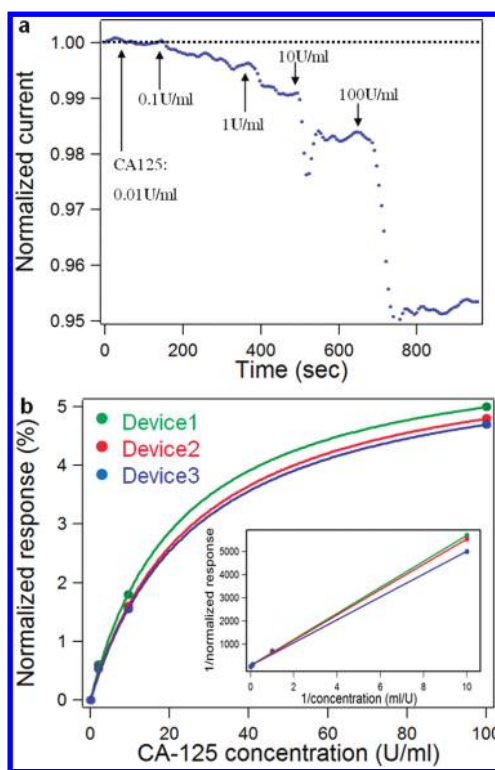 a
1.00
0.99
0.98
0.97
0.96
0.95
Normalized current
10U/ml
0.1U/ml
100U/ml
1U/ml
CA125:
0.01U/ml
0
200
400
600
800
Time (sec)
b
5
4
3
2
1
0
Normalized response (%)
Device1
Device2
Device3
5000
4000
3000
2000
1000
1/normalized response
0
2
4
6
8
10
1/concentration (ml/U)
0
20
40
60
80
100
CA-125 concentration (U/ml)